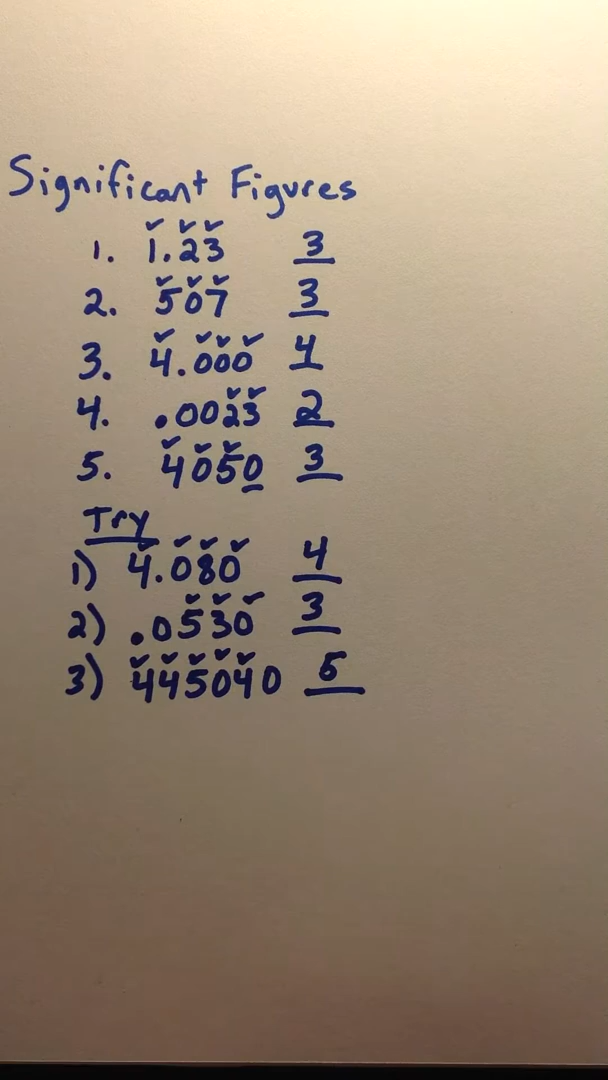 Significant Figures
1. 1.23 3
2. 507 3
3. 4.000 4
4. .0023 2
5. 4050 3
Try
1) 4.080 4
2) .0530 3
3) 445040 5